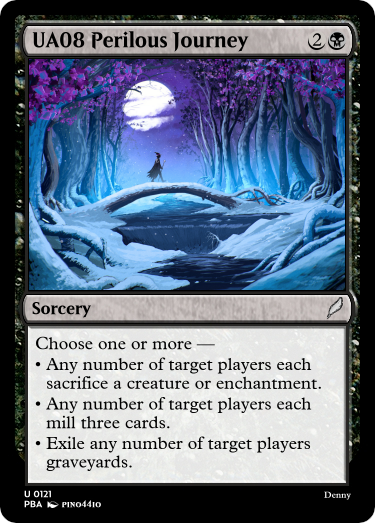 UA08 Perilous Journey 2
Sorcery
Choose one or more —
• Any number of target players each
sacrifice a creature or enchantment.
• Any number of target players each
mill three cards.
• Exile any number of target players
graveyards.
U 0121
Denny
PBA PINO4410